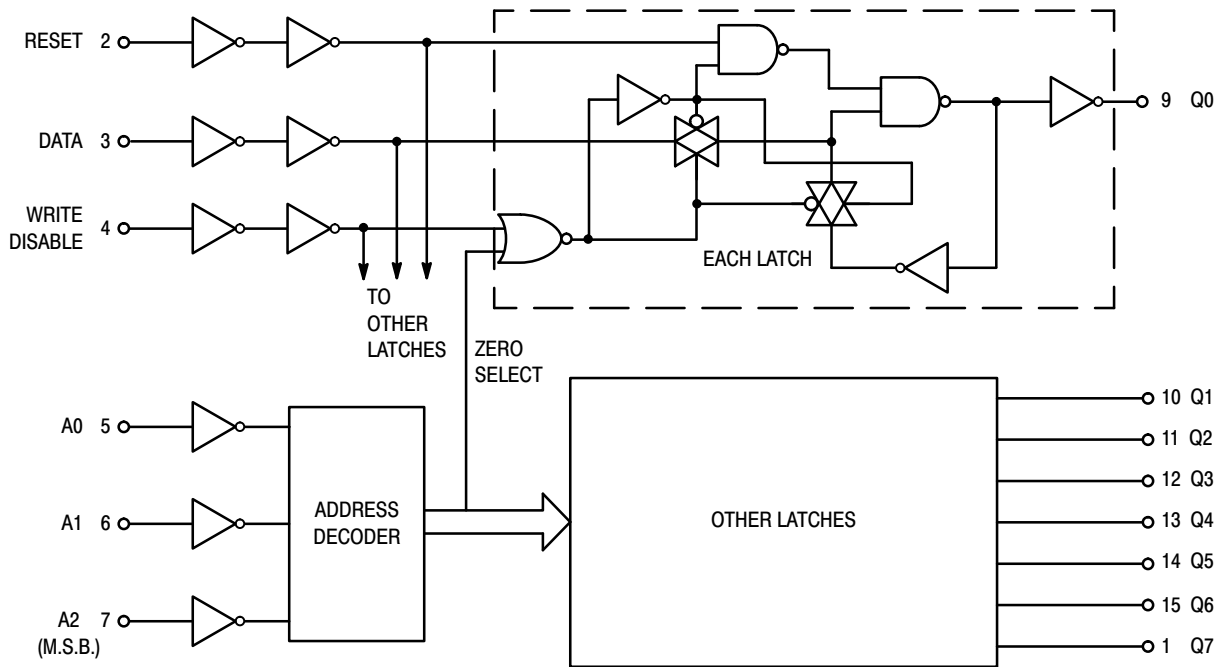 RESET 2
DATA 3
WRITE
DISABLE 4
9 Q0
EACH LATCH
TO
OTHER
LATCHES
ZERO
SELECT
A0 5
A1 6
A2 7
(M.S.B.)
ADDRESS
DECODER
OTHER LATCHES
10 Q1
11 Q2
12 Q3
13 Q4
14 Q5
15 Q6
1 Q7